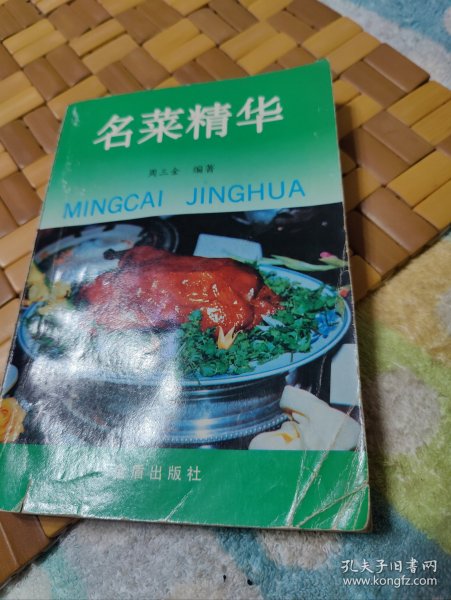 名菜精华
周三金 编著
MINGCAI JINGHUA
金盾出版社
孔夫子旧书网
www.kongfz.com